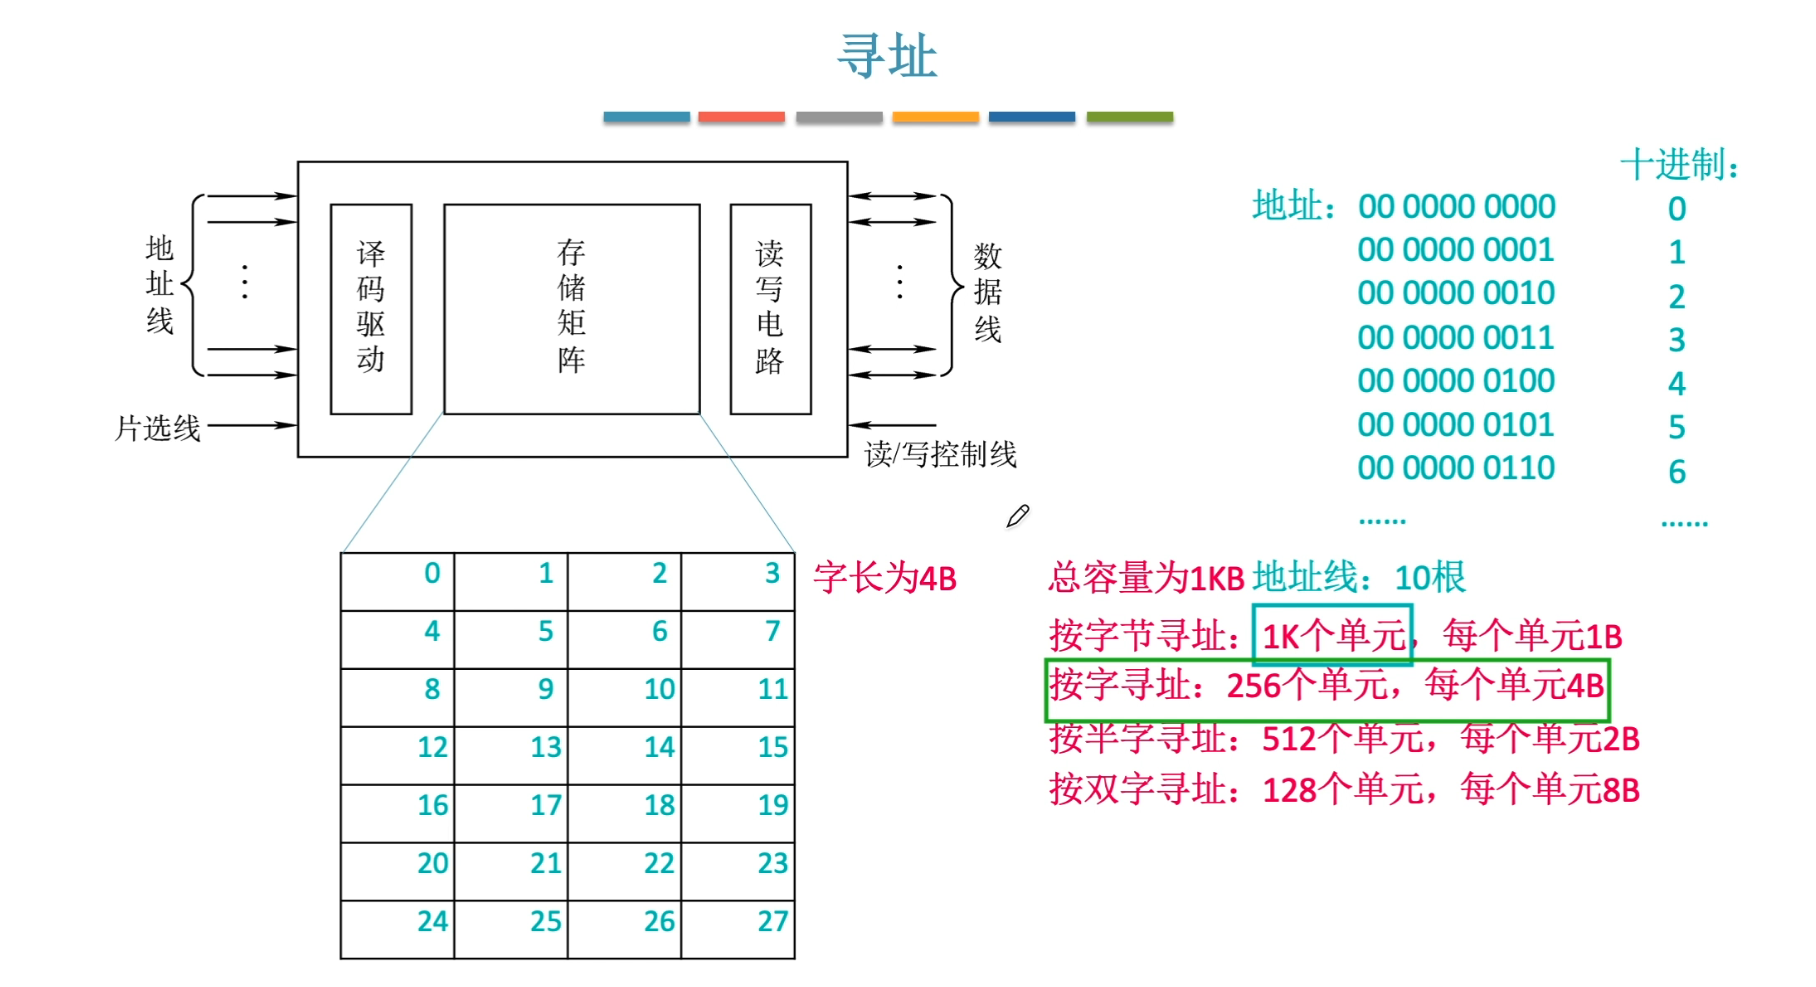 寻址
地址线
译码驱动
存储矩阵
读写电路
数据线
片选线
读/写控制线
十进制：
地址： 00 0000 0000 0
00 0000 0001 1
00 0000 0010 2
00 0000 0011 3
00 0000 0100 4
00 0000 0101 5
00 0000 0110 6
…… ……
0 1 2 3
4 5 6 7
8 9 10 11
12 13 14 15
16 17 18 19
20 21 22 23
24 25 26 27
字长为4B
总容量为1KB 地址线：10根
按字节寻址：1K个单元，每个单元1B
按字寻址：256个单元，每个单元4B
按半字寻址：512个单元，每个单元2B
按双字寻址：128个单元，每个单元8B